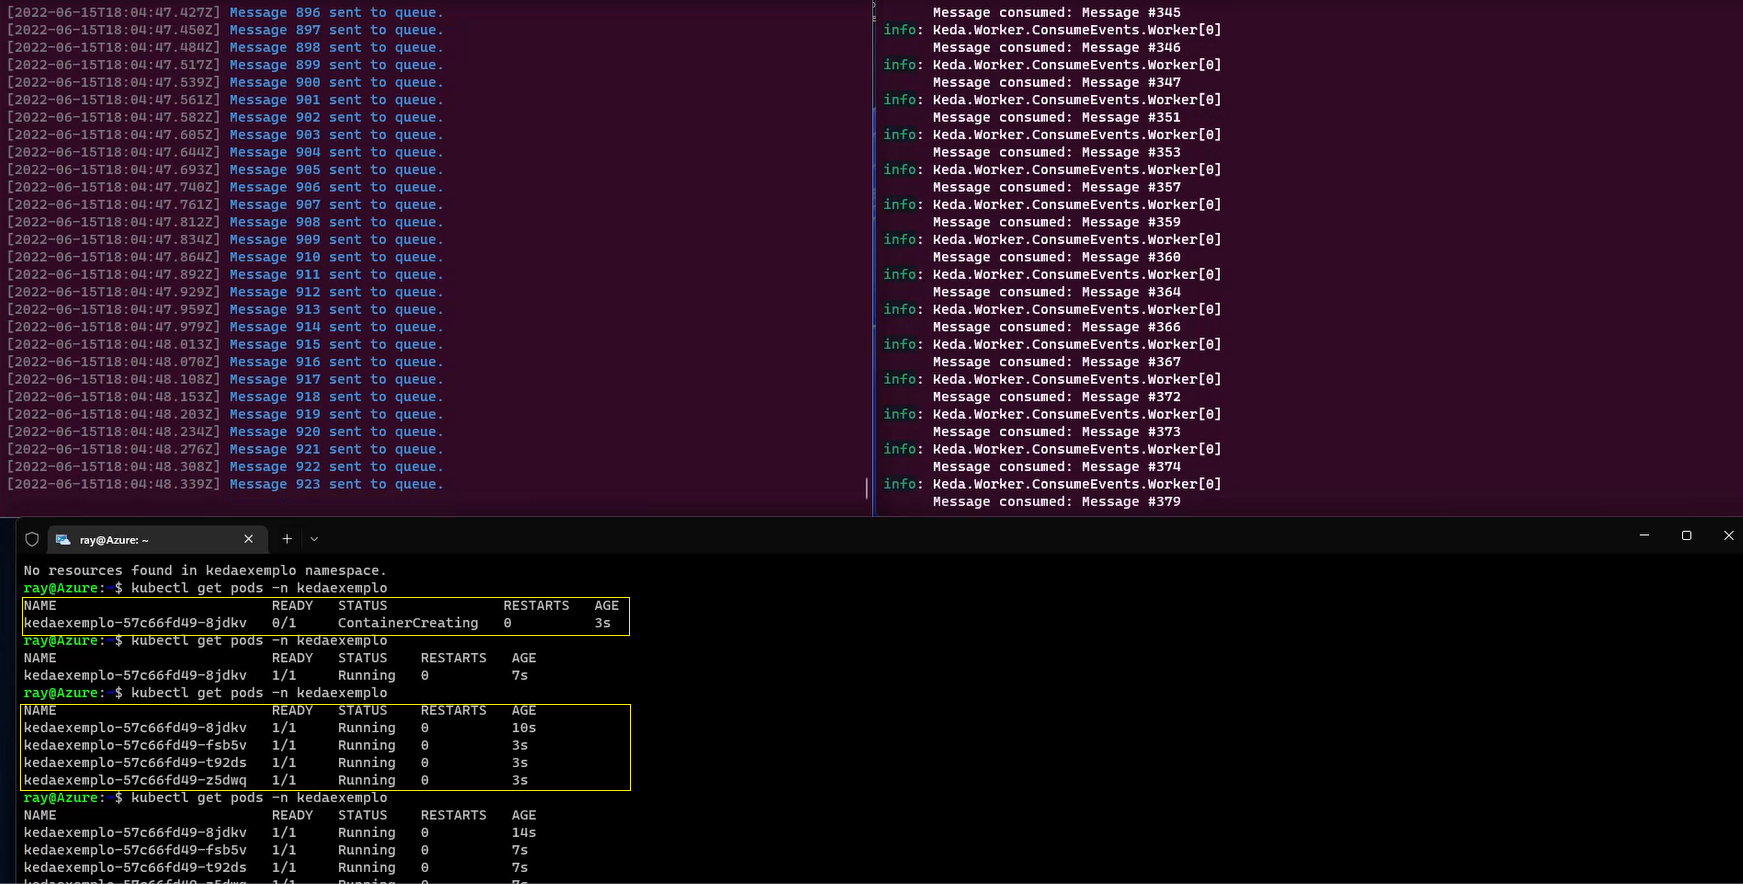 [2022-06-15T18:04:47.427Z] Message 896 sent to queue.
[2022-06-15T18:04:47.450Z] Message 897 sent to queue.
[2022-06-15T18:04:47.484Z] Message 898 sent to queue.
[2022-06-15T18:04:47.517Z] Message 899 sent to queue.
[2022-06-15T18:04:47.539Z] Message 900 sent to queue.
[2022-06-15T18:04:47.561Z] Message 901 sent to queue.
[2022-06-15T18:04:47.582Z] Message 902 sent to queue.
[2022-06-15T18:04:47.605Z] Message 903 sent to queue.
[2022-06-15T18:04:47.644Z] Message 904 sent to queue.
[2022-06-15T18:04:47.693Z] Message 905 sent to queue.
[2022-06-15T18:04:47.740Z] Message 906 sent to queue.
[2022-06-15T18:04:47.761Z] Message 907 sent to queue.
[2022-06-15T18:04:47.812Z] Message 908 sent to queue.
[2022-06-15T18:04:47.834Z] Message 909 sent to queue.
[2022-06-15T18:04:47.864Z] Message 910 sent to queue.
[2022-06-15T18:04:47.892Z] Message 911 sent to queue.
[2022-06-15T18:04:47.929Z] Message 912 sent to queue.
[2022-06-15T18:04:47.959Z] Message 913 sent to queue.
[2022-06-15T18:04:47.979Z] Message 914 sent to queue.
[2022-06-15T18:04:48.013Z] Message 915 sent to queue.
[2022-06-15T18:04:48.070Z] Message 916 sent to queue.
[2022-06-15T18:04:48.108Z] Message 917 sent to queue.
[2022-06-15T18:04:48.153Z] Message 918 sent to queue.
[2022-06-15T18:04:48.203Z] Message 919 sent to queue.
[2022-06-15T18:04:48.234Z] Message 920 sent to queue.
[2022-06-15T18:04:48.276Z] Message 921 sent to queue.
[2022-06-15T18:04:48.308Z] Message 922 sent to queue.
[2022-06-15T18:04:48.339Z] Message 923 sent to queue.
Message consumed: Message #345
info: Keda.Worker.ConsumeEvents.Worker[0]
Message consumed: Message #346
info: Keda.Worker.ConsumeEvents.Worker[0]
Message consumed: Message #347
info: Keda.Worker.ConsumeEvents.Worker[0]
Message consumed: Message #351
info: Keda.Worker.ConsumeEvents.Worker[0]
Message consumed: Message #353
info: Keda.Worker.ConsumeEvents.Worker[0]
Message consumed: Message #357
info: Keda.Worker.ConsumeEvents.Worker[0]
Message consumed: Message #359
info: Keda.Worker.ConsumeEvents.Worker[0]
Message consumed: Message #360
info: Keda.Worker.ConsumeEvents.Worker[0]
Message consumed: Message #364
info: Keda.Worker.ConsumeEvents.Worker[0]
Message consumed: Message #366
info: Keda.Worker.ConsumeEvents.Worker[0]
Message consumed: Message #367
info: Keda.Worker.ConsumeEvents.Worker[0]
Message consumed: Message #372
info: Keda.Worker.ConsumeEvents.Worker[0]
Message consumed: Message #373
info: Keda.Worker.ConsumeEvents.Worker[0]
Message consumed: Message #374
info: Keda.Worker.ConsumeEvents.Worker[0]
Message consumed: Message #379
ray@Azure: ~
No resources found in kedaexemplo namespace.
ray@Azure:~$ kubectl get pods -n kedaexemplo
NAME READY STATUS RESTARTS AGE
kedaexemplo-57c66fd49-8jdkv 0/1 ContainerCreating 0 3s
ray@Azure:~$ kubectl get pods -n kedaexemplo
NAME READY STATUS RESTARTS AGE
kedaexemplo-57c66fd49-8jdkv 1/1 Running 0 7s
ray@Azure:~$ kubectl get pods -n kedaexemplo
NAME READY STATUS RESTARTS AGE
kedaexemplo-57c66fd49-8jdkv 1/1 Running 0 10s
kedaexemplo-57c66fd49-fsb5v 1/1 Running 0 3s
kedaexemplo-57c66fd49-t92ds 1/1 Running 0 3s
kedaexemplo-57c66fd49-z5dwq 1/1 Running 0 3s
ray@Azure:~$ kubectl get pods -n kedaexemplo
NAME READY STATUS RESTARTS AGE
kedaexemplo-57c66fd49-8jdkv 1/1 Running 0 14s
kedaexemplo-57c66fd49-fsb5v 1/1 Running 0 7s
kedaexemplo-57c66fd49-t92ds 1/1 Running 0 7s